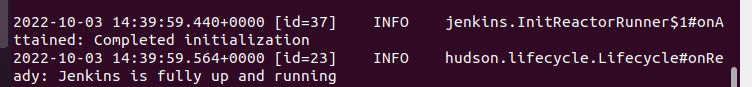 2022-10-03 14:39:59.440+0000 [id=37]    INFO    jenkins.InitReactorRunner$1#onA
ttained: Completed initialization
2022-10-03 14:39:59.564+0000 [id=23]    INFO    hudson.lifecycle.Lifecycle#onRe
ady: Jenkins is fully up and running